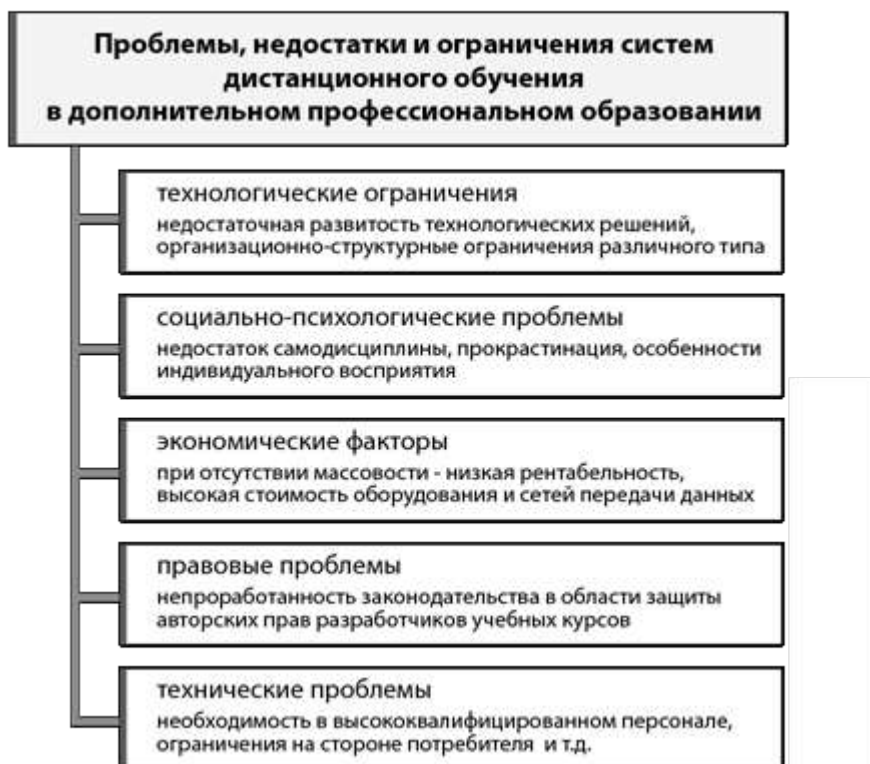 Проблемы, недостатки и ограничения систем
дистанционного обучения
в дополнительном профессиональном образовании
технологические ограничения
недостаточная развитость технологических решений,
организационно-структурные ограничения различного типа
социально-психологические проблемы
недостаток самодисциплины, прокрастинация, особенности
индивидуального восприятия
экономические факторы
при отсутствии массовости - низкая рентабельность,
высокая стоимость оборудования и сетей передачи данных
правовые проблемы
непроработанность законодательства в области защиты
авторских прав разработчиков учебных курсов
технические проблемы
необходимость в высококвалифицированном персонале,
ограничения на стороне потребителя и т.д.